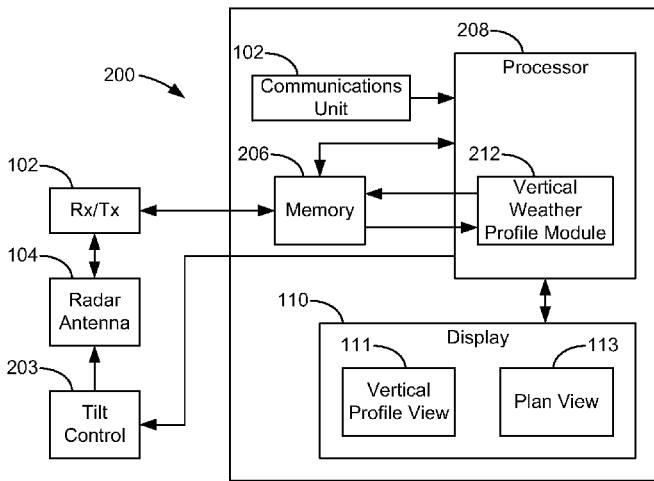 200
102
Communications
Unit
208
Processor
206
Memory
212
Vertical
Weather
Profile Module
102
Rx/Tx
104
Radar
Antenna
203
Tilt
Control
110
Display
111
Vertical
Profile View
113
Plan View